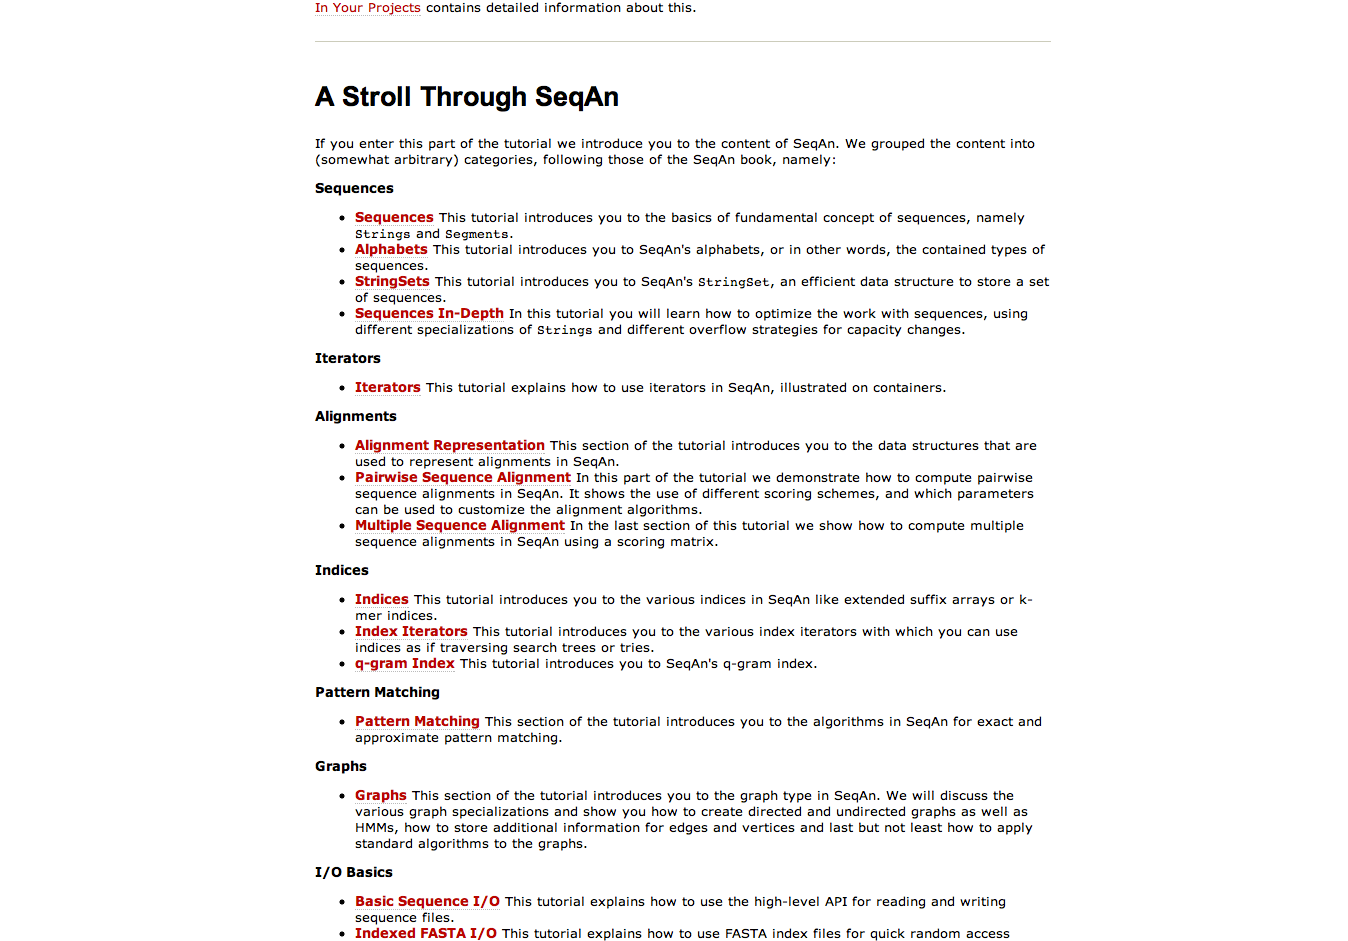 In Your Projects contains detailed information about this.
A Stroll Through SeqAn
If you enter this part of the tutorial we introduce you to the content of SeqAn. We grouped the content into
(somewhat arbitrary) categories, following those of the SeqAn book, namely:
Sequences
• Sequences This tutorial introduces you to the basics of fundamental concept of sequences, namely
Strings and Segments.
• Alphabets This tutorial introduces you to SeqAn's alphabets, or in other words, the contained types of
sequences.
• StringSets This tutorial introduces you to SeqAn's StringSet, an efficient data structure to store a set
of sequences.
• Sequences In-Depth In this tutorial you will learn how to optimize the work with sequences, using
different specializations of Strings and different overflow strategies for capacity changes.
Iterators
• Iterators This tutorial explains how to use iterators in SeqAn, illustrated on containers.
Alignments
• Alignment Representation This section of the tutorial introduces you to the data structures that are
used to represent alignments in SeqAn.
• Pairwise Sequence Alignment In this part of the tutorial we demonstrate how to compute pairwise
sequence alignments in SeqAn. It shows the use of different scoring schemes, and which parameters
can be used to customize the alignment algorithms.
• Multiple Sequence Alignment In the last section of this tutorial we show how to compute multiple
sequence alignments in SeqAn using a scoring matrix.
Indices
• Indices This tutorial introduces you to the various indices in SeqAn like extended suffix arrays or k-
mer indices.
• Index Iterators This tutorial introduces you to the various index iterators with which you can use
indices as if traversing search trees or tries.
• q-gram Index This tutorial introduces you to SeqAn's q-gram index.
Pattern Matching
• Pattern Matching This section of the tutorial introduces you to the algorithms in SeqAn for exact and
approximate pattern matching.
Graphs
• Graphs This section of the tutorial introduces you to the graph type in SeqAn. We will discuss the
various graph specializations and show you how to create directed and undirected graphs as well as
HMMs, how to store additional information for edges and vertices and last but not least how to apply
standard algorithms to the graphs.
I/O Basics
• Basic Sequence I/O This tutorial explains how to use the high-level API for reading and writing
sequence files.
• Indexed FASTA I/O This tutorial explains how to use FASTA index files for quick random access